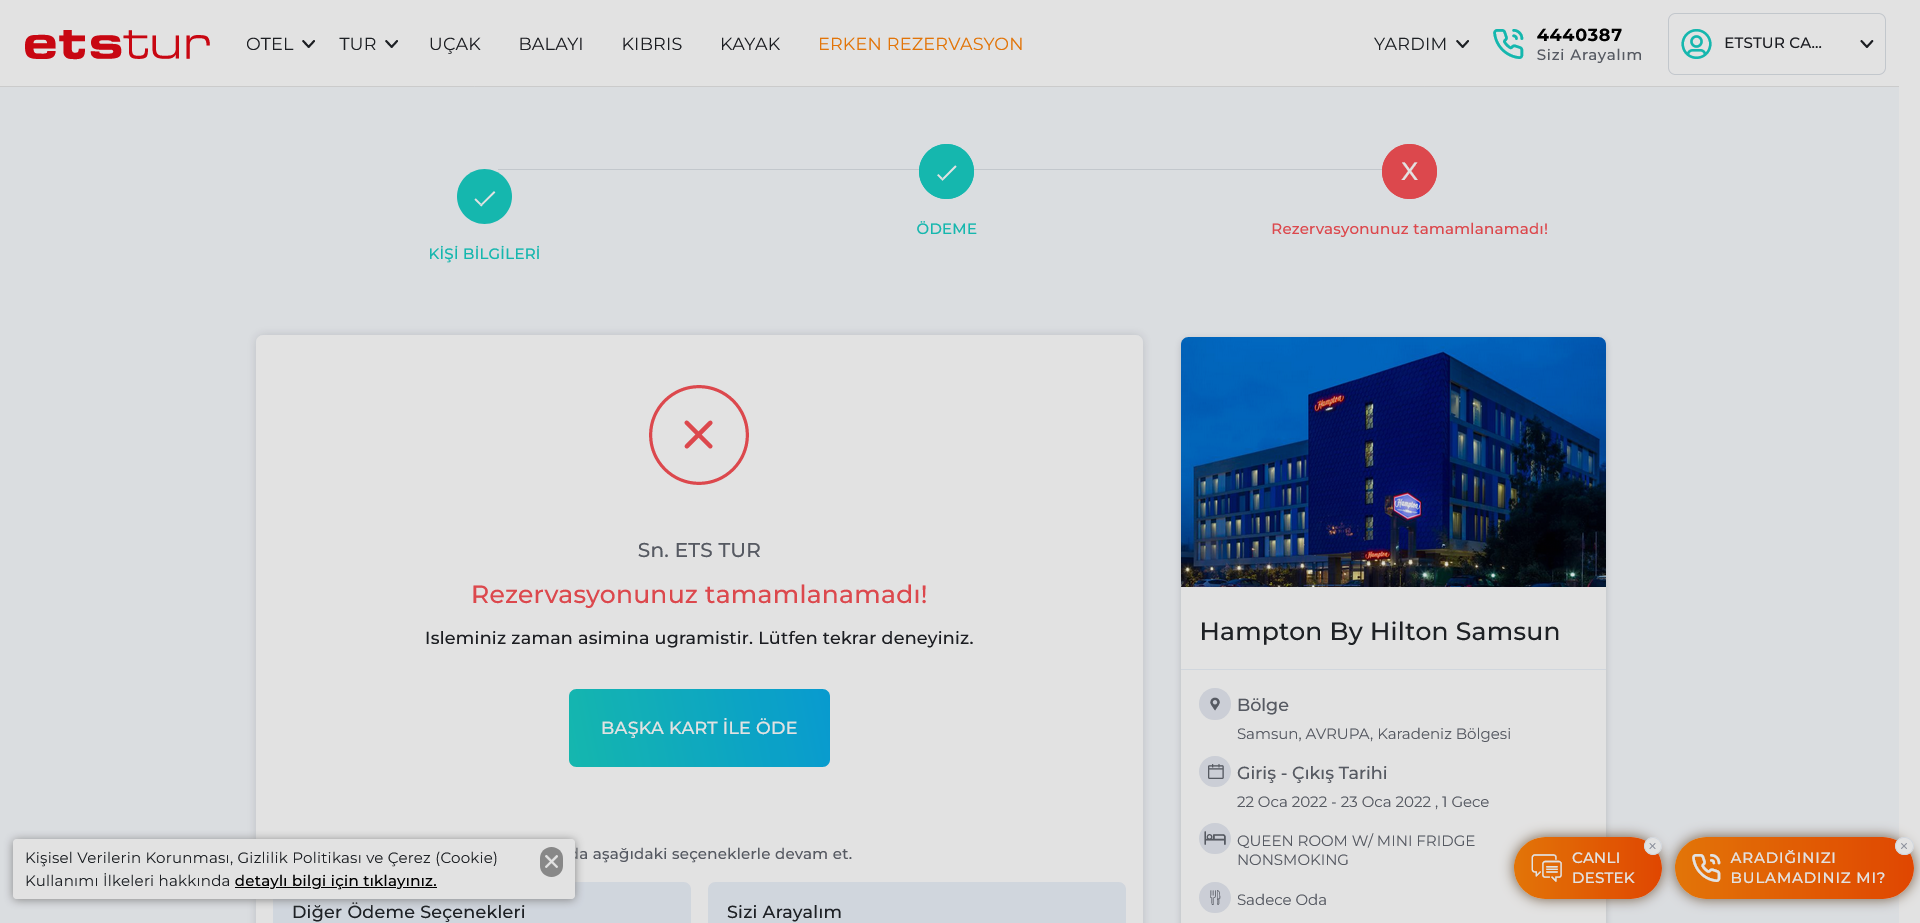 etstur
OTEL
TUR
UÇAK
BALAYI
KIBRIS
KAYAK
ERKEN REZERVASYON
YARDIM
4440387
Sizi Arayalım
ETSTUR CA...
X
KİŞİ BİLGİLERİ
ÖDEME
Rezervasyonunuz tamamlanamadı!
Sn. ETS TUR
Rezervasyonunuz tamamlanamadı!
Isleminiz zaman asimina ugramistir. Lütfen tekrar deneyiniz.
BAŞKA KART İLE ÖDE
da aşağıdaki seçeneklerle devam et.
Diğer Ödeme Seçenekleri
Sizi Arayalım
Hampton
Hampton
Hampton
Hampton By Hilton Samsun
Bölge
Samsun, AVRUPA, Karadeniz Bölgesi
Giriş - Çıkış Tarihi
22 Oca 2022 - 23 Oca 2022 , 1 Gece
QUEEN ROOM W/ MINI FRIDGE
NONSMOKING
Sadece Oda
Kişisel Verilerin Korunması, Gizlilik Politikası ve Çerez (Cookie)
Kullanımı İlkeleri hakkında detaylı bilgi için tıklayınız.
CANLI
DESTEK
ARADIĞINIZI
BULAMADINIZ MI?